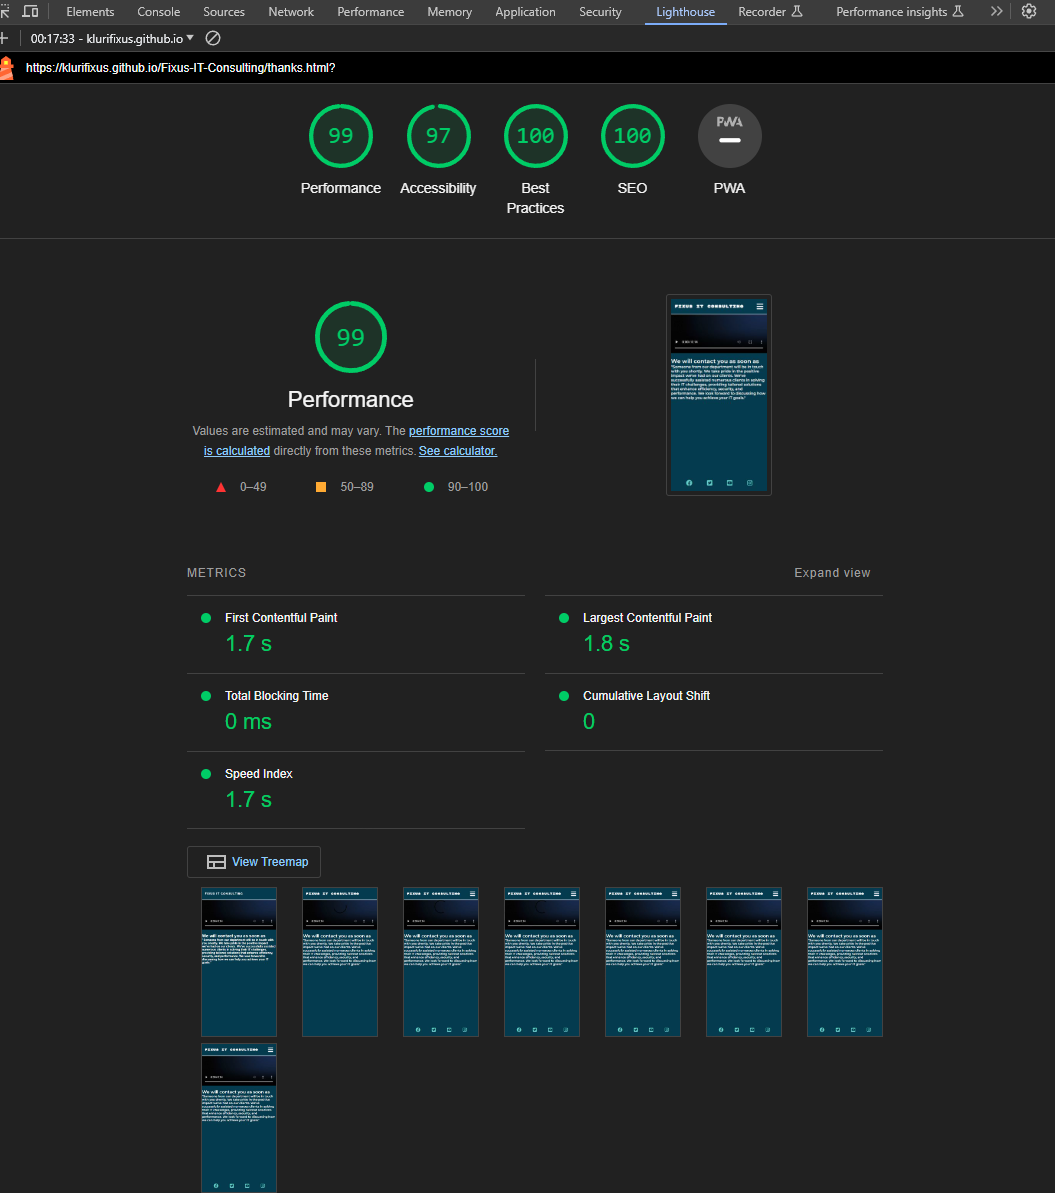 Elements Console Sources Network Performance Memory Application Security Lighthouse Recorder Performance insights
00:17:33 - klurifixus.github.io
https://klurifixus.github.io/Fixus-IT-Consulting/thanks.html?
99 97 100 100 PWA
Performance Accessibility Best Practices SEO PWA
99
FIXUS IT CONSULTING
We will contact you as soon as
"Someone from our department will be in touch
with you shortly. We take pride in the positive
impact we've had on our clients. We've
successfully assisted numerous clients in solving
their IT challenges, providing tailored solutions
that enhance efficiency, security, and
performance. We look forward to discussing how
we can help you achieve your IT goals."
Performance
Values are estimated and may vary. The performance score
is calculated directly from these metrics. See calculator.
0–49 50–89 90–100
METRICS Expand view
First Contentful Paint
1.7 s
Largest Contentful Paint
1.8 s
Total Blocking Time
0 ms
Cumulative Layout Shift
0
Speed Index
1.7 s
View Treemap
FIXUS IT CONSULTING FIXUS IT CONSULTING FIXUS IT CONSULTING FIXUS IT CONSULTING FIXUS IT CONSULTING FIXUS IT CONSULTING FIXUS IT CONSULTING
We will contact you as soon as We will contact you as soon as We will contact you as soon as We will contact you as soon as We will contact you as soon as We will contact you as soon as We will contact you as soon as
FIXUS IT CONSULTING
We will contact you as soon as